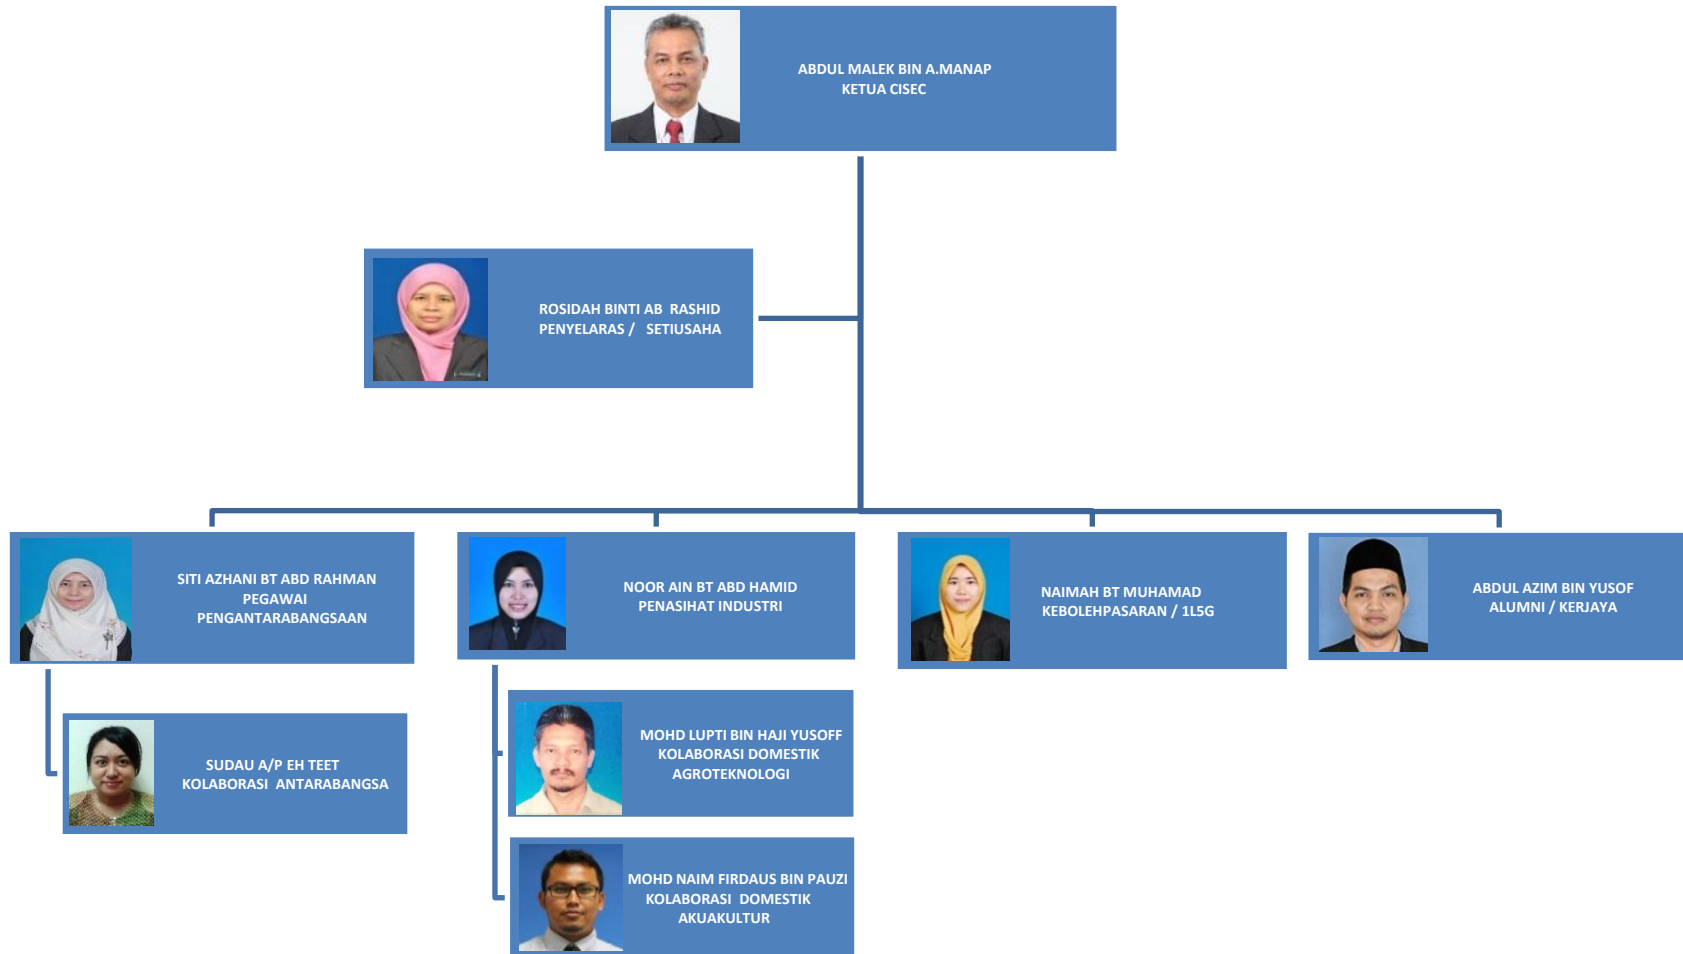 ABDUL MALEK BIN A.MANAP
KETUA CISEC
ROSIDAH BINTI AB RASHID
PENYELARAS / SETIUSAHA
SITI AZHANI BT ABD RAHMAN
PEGAWAI
PENGANTARABANGSAAN
NOOR AIN BT ABD HAMID
PENASIHAT INDUSTRI
NAIMAH BT MUHAMAD
KEBOLEHPASARAN / 1L5G
ABDUL AZIM BIN YUSOF
ALUMNI / KERJAYA
SUDAU A/P EH TEET
KOLABORASI ANTARABANGSA
MOHD LUPTI BIN HAJI YUSOFF
KOLABORASI DOMESTIK
AGROTEKNOLOGI
MOHD NAIM FIRDAUS BIN PAUZI
KOLABORASI DOMESTIK
AKUAKULTUR